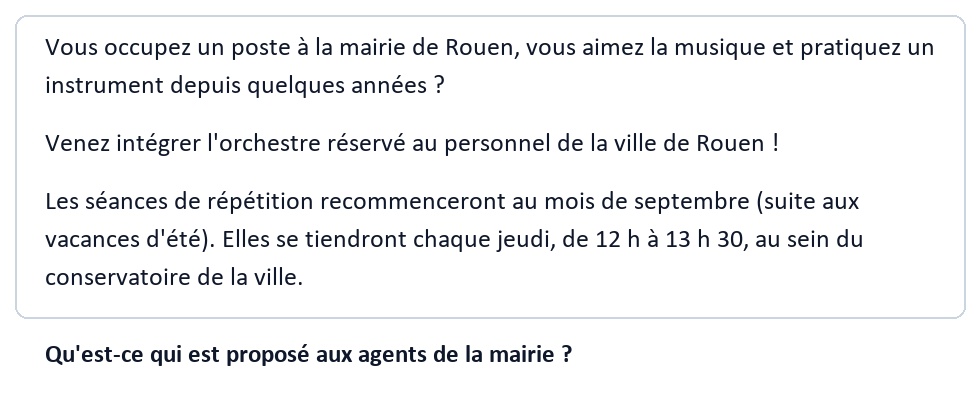 Vous occupez un poste à la mairie de Rouen, vous aimez la musique et pratiquez un
instrument depuis quelques années ?
Venez intégrer l'orchestre réservé au personnel de la ville de Rouen !
Les séances de répétition recommenceront au mois de septembre (suite aux
vacances d'été). Elles se tiendront chaque jeudi, de 12 h à 13 h 30, au sein du
conservatoire de la ville.
Qu'est-ce qui est proposé aux agents de la mairie ?